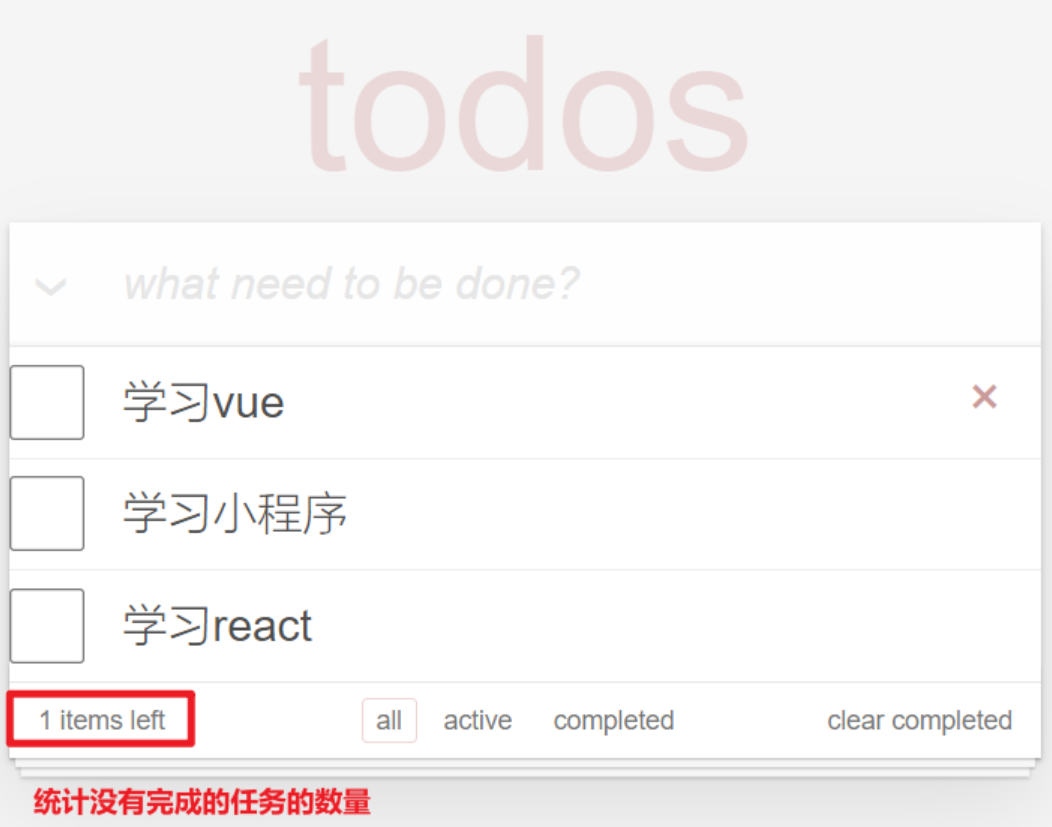 todos
what need to be done?
学习vue
学习小程序
学习react
1 items left all active completed clear completed
统计没有完成的任务的数量